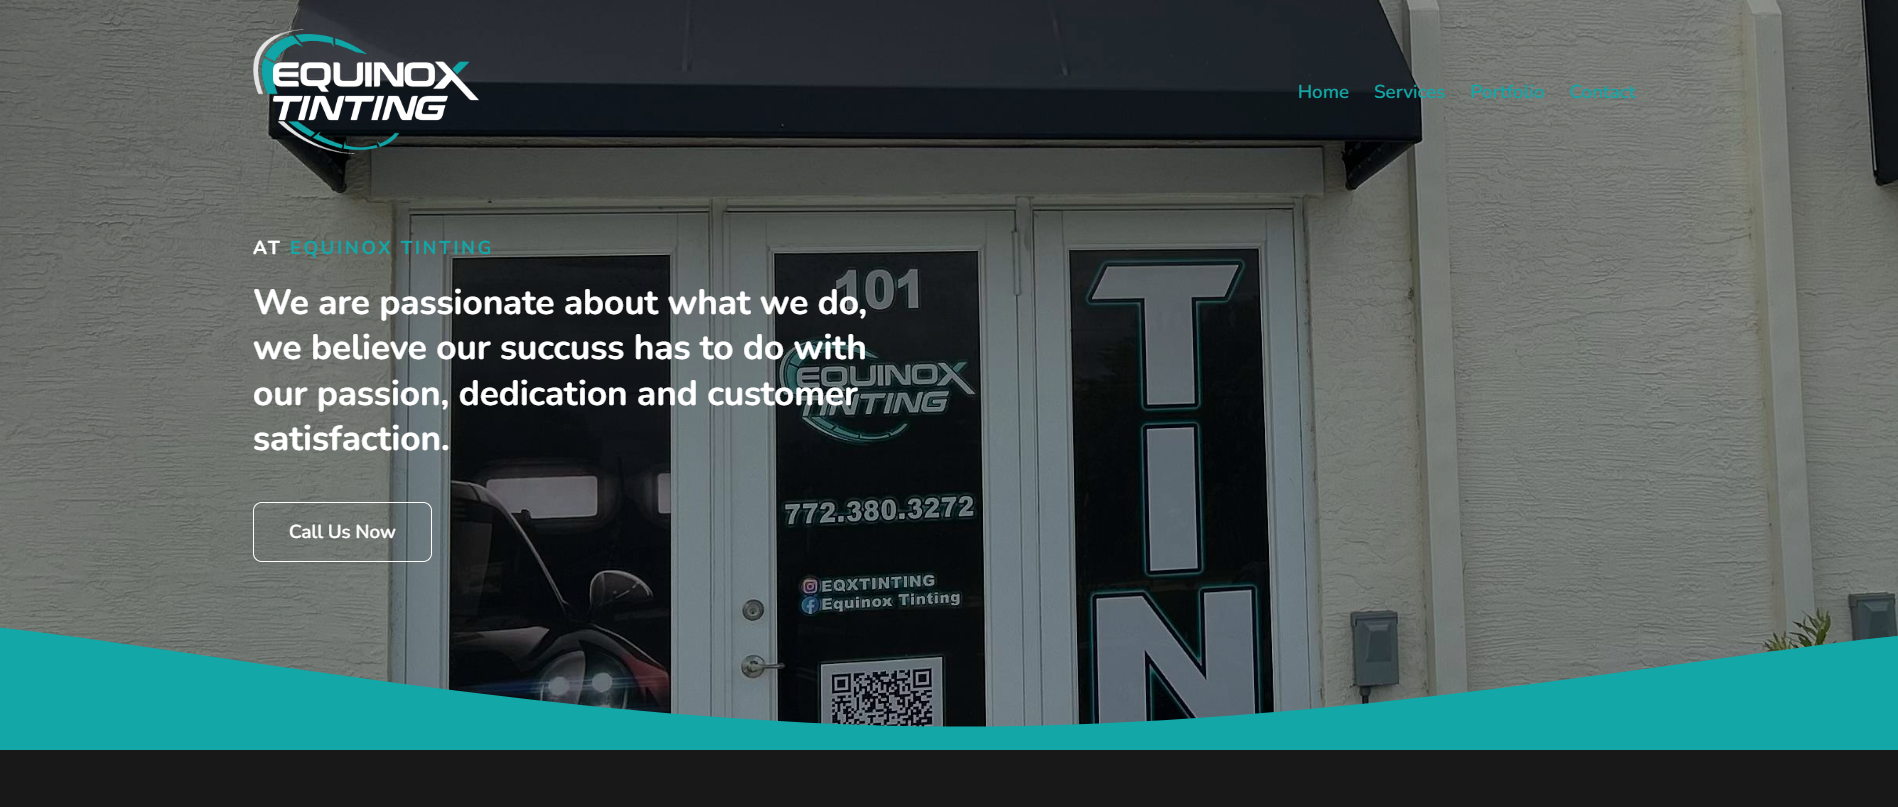 EQUINOX
TINTING
Home Services Portfolio Contact
AT EQUINOX TINTING
We are passionate about what we do,
we believe our succuss has to do with
our passion, dedication and customer
satisfaction.
Call Us Now
101
EQUINOX
TINTING
772.380.3272
EQXTINTING
Equinox Tinting
T
I
N